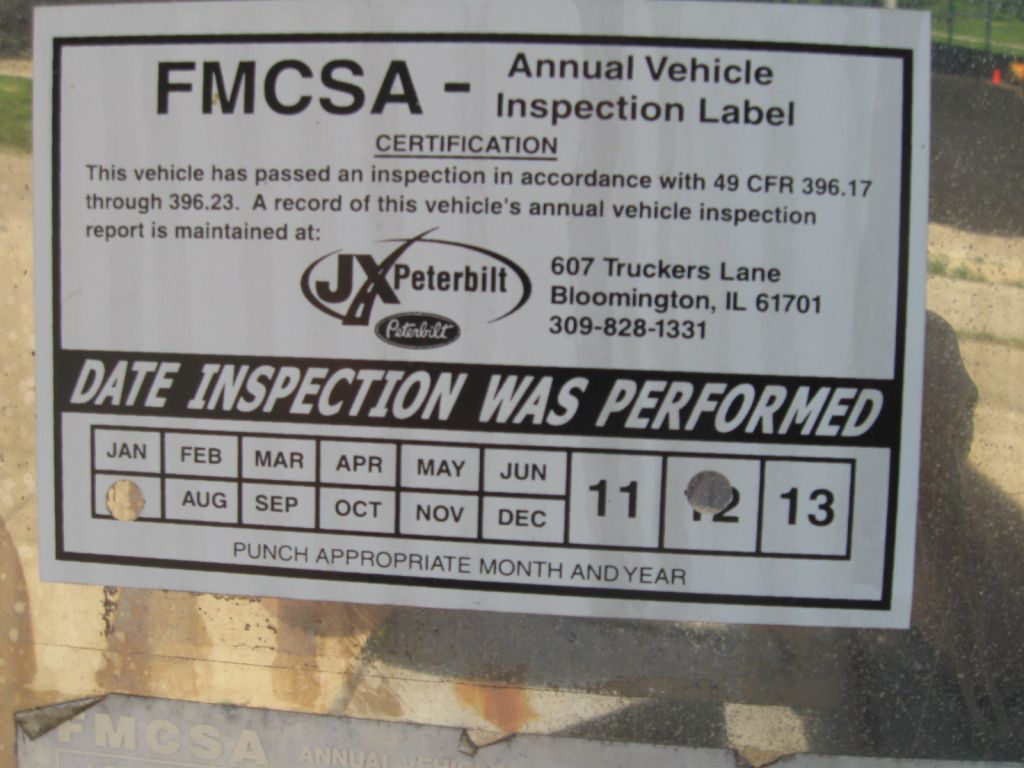 FMCSA - Annual Vehicle
Inspection Label
CERTIFICATION
This vehicle has passed an inspection in accordance with 49 CFR 396.17
through 396.23. A record of this vehicle's annual vehicle inspection
report is maintained at:
JX Peterbilt
Peterbilt
607 Truckers Lane
Bloomington, IL 61701
309-828-1331
DATE INSPECTION WAS PERFORMED
JAN FEB MAR APR MAY JUN
AUG SEP OCT NOV DEC
11 12 13
PUNCH APPROPRIATE MONTH AND YEAR
FMCSA ANNUAL